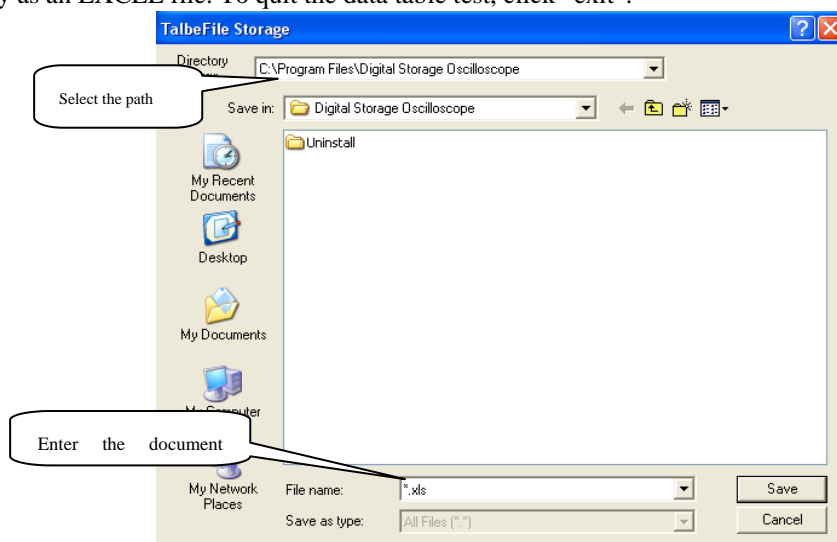 y as an EXCEL file. To quit the data table test, click "exit".
TalbeFile Storage
Directory
C:\Program Files\Digital Storage Oscilloscope
Select the path
Save in:
Digital Storage Oscilloscope
Uninstall
My Recent
Documents
Desktop
My Documents
My Computer
Enter the document
My Network
Places
File name:
*.xls
Save
Save as type:
All Files (*.*)
Cancel